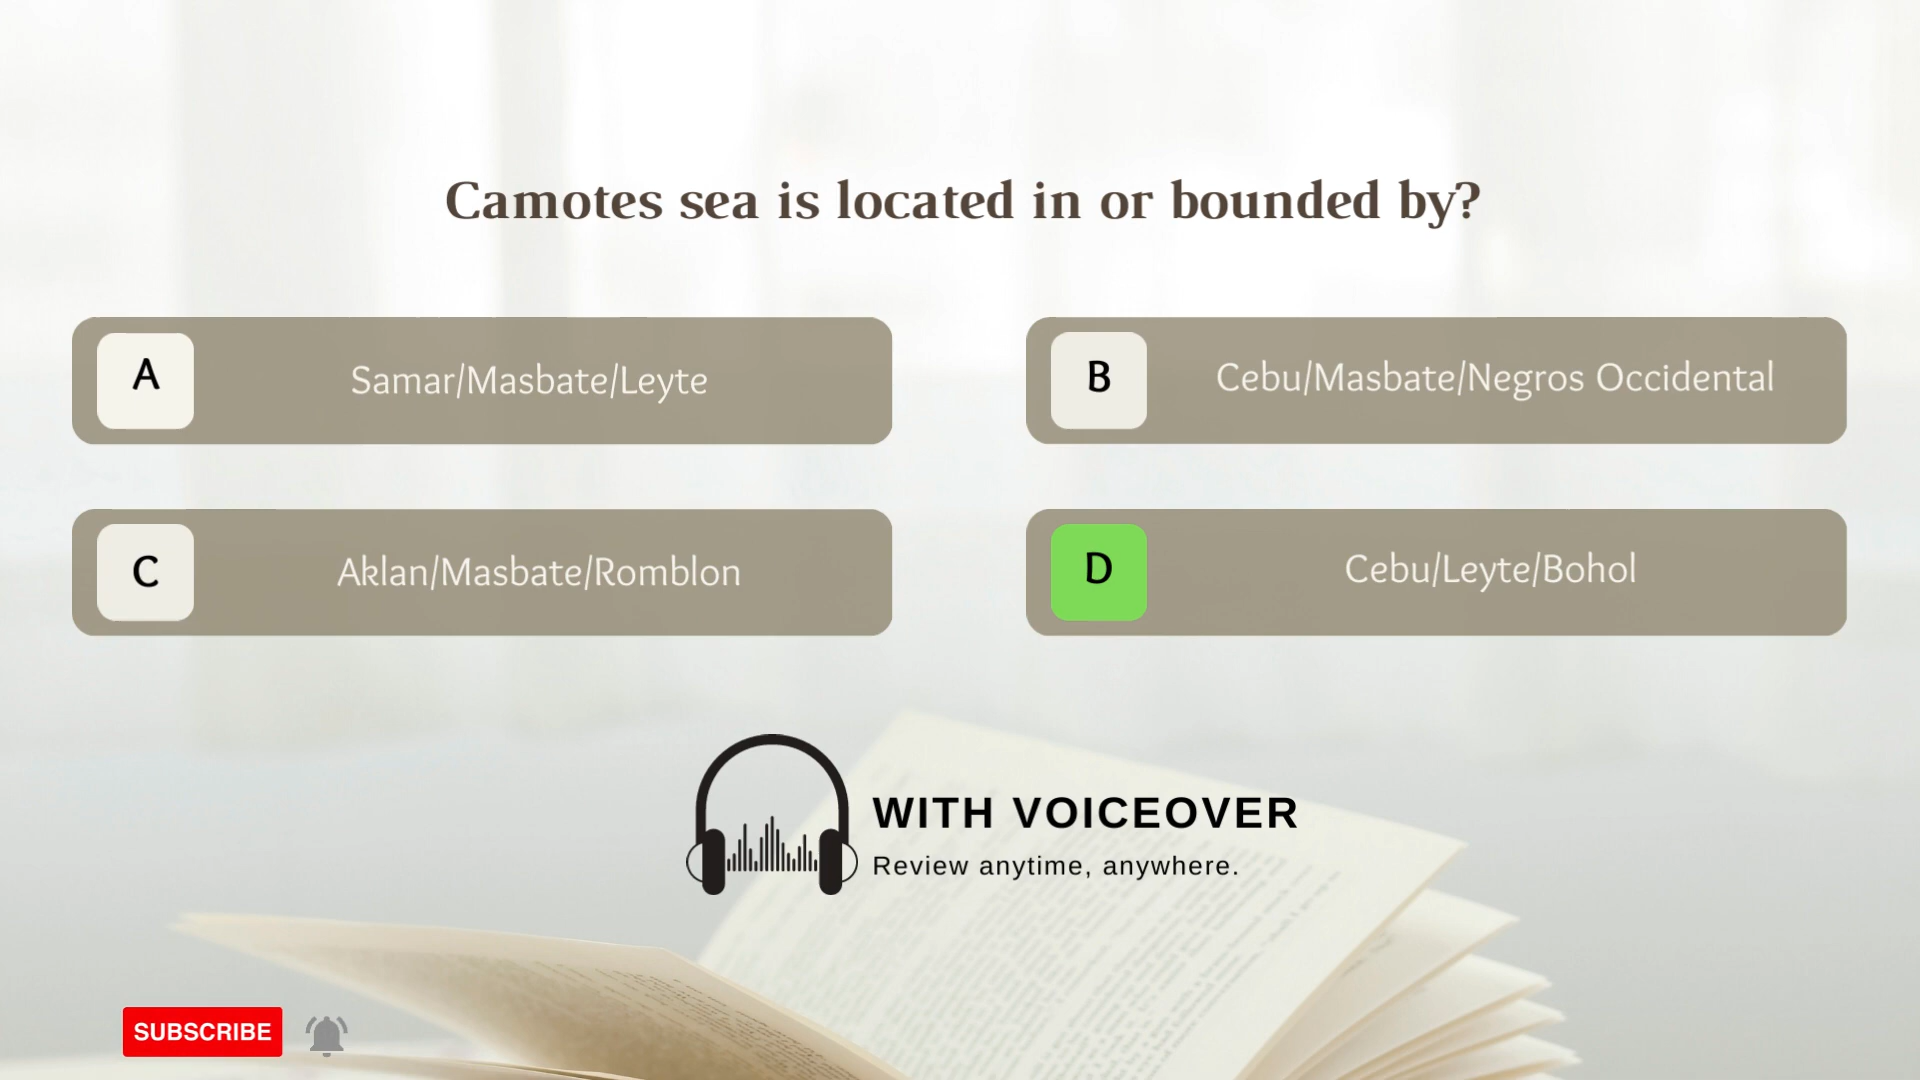 Camotes sea is located in or bounded by?
A
Samar/Masbate/Leyte
B
Cebu/Masbate/Negros Occidental
C
Aklan/Masbate/Romblon
D
Cebu/Leyte/Bohol
WITH VOICEOVER
Review anytime, anywhere.
SUBSCRIBE